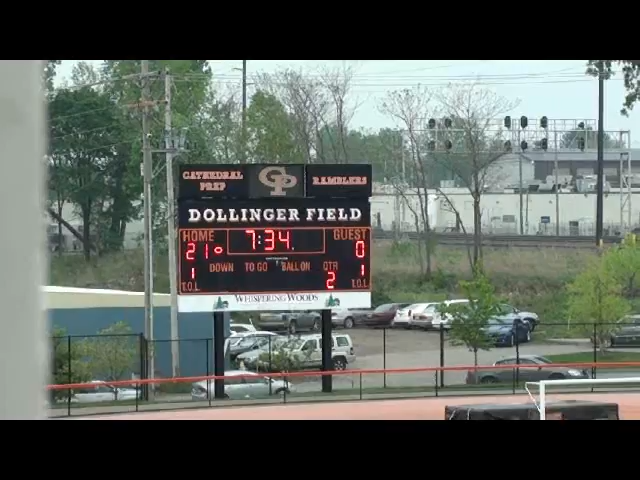 CATHEDRAL PREP
CP
RAMBLERS
DOLLINGER FIELD
HOME 7:34 GUEST
21 0
DOWN TO GO BALL ON QTR
1 2 1
T.O.L. T.O.L.
WHISPERING WOODS